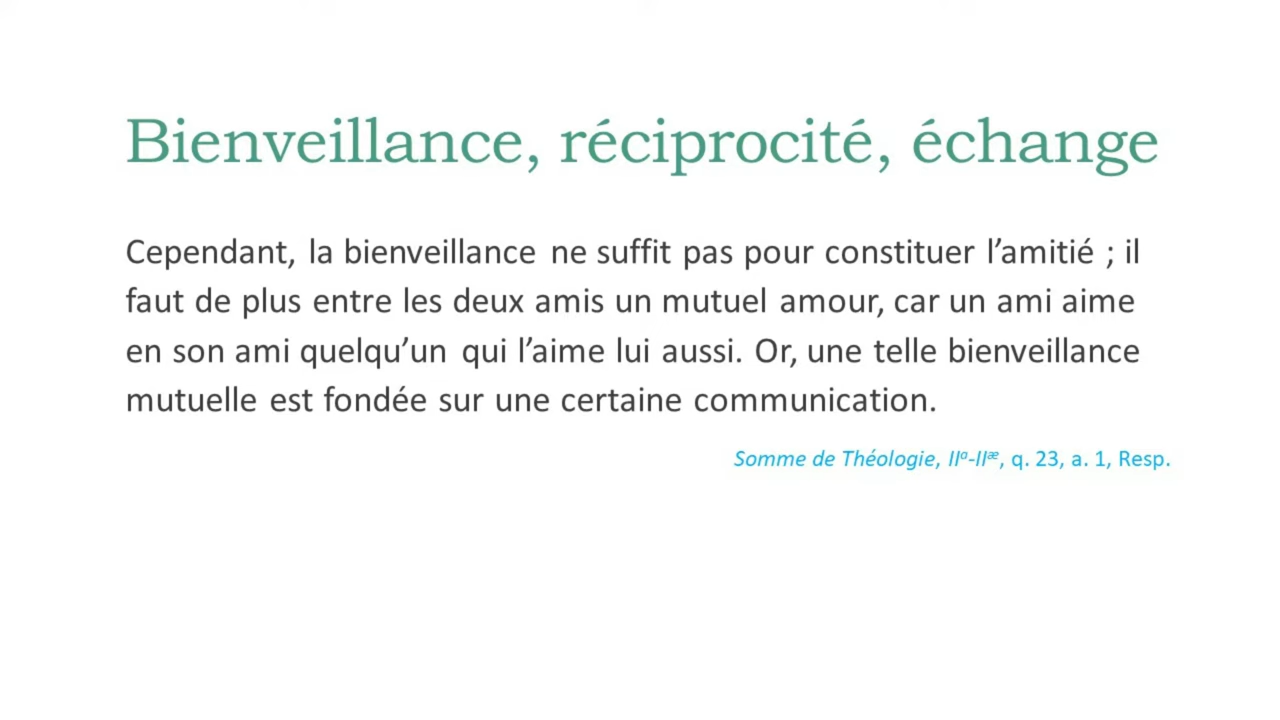 Bienveillance, réciprocité, échange
Cependant, la bienveillance ne suffit pas pour constituer l’amitié ; il
faut de plus entre les deux amis un mutuel amour, car un ami aime
en son ami quelqu’un qui l’aime lui aussi. Or, une telle bienveillance
mutuelle est fondée sur une certaine communication.
Somme de Théologie, IIª-IIæ, q. 23, a. 1, Resp.